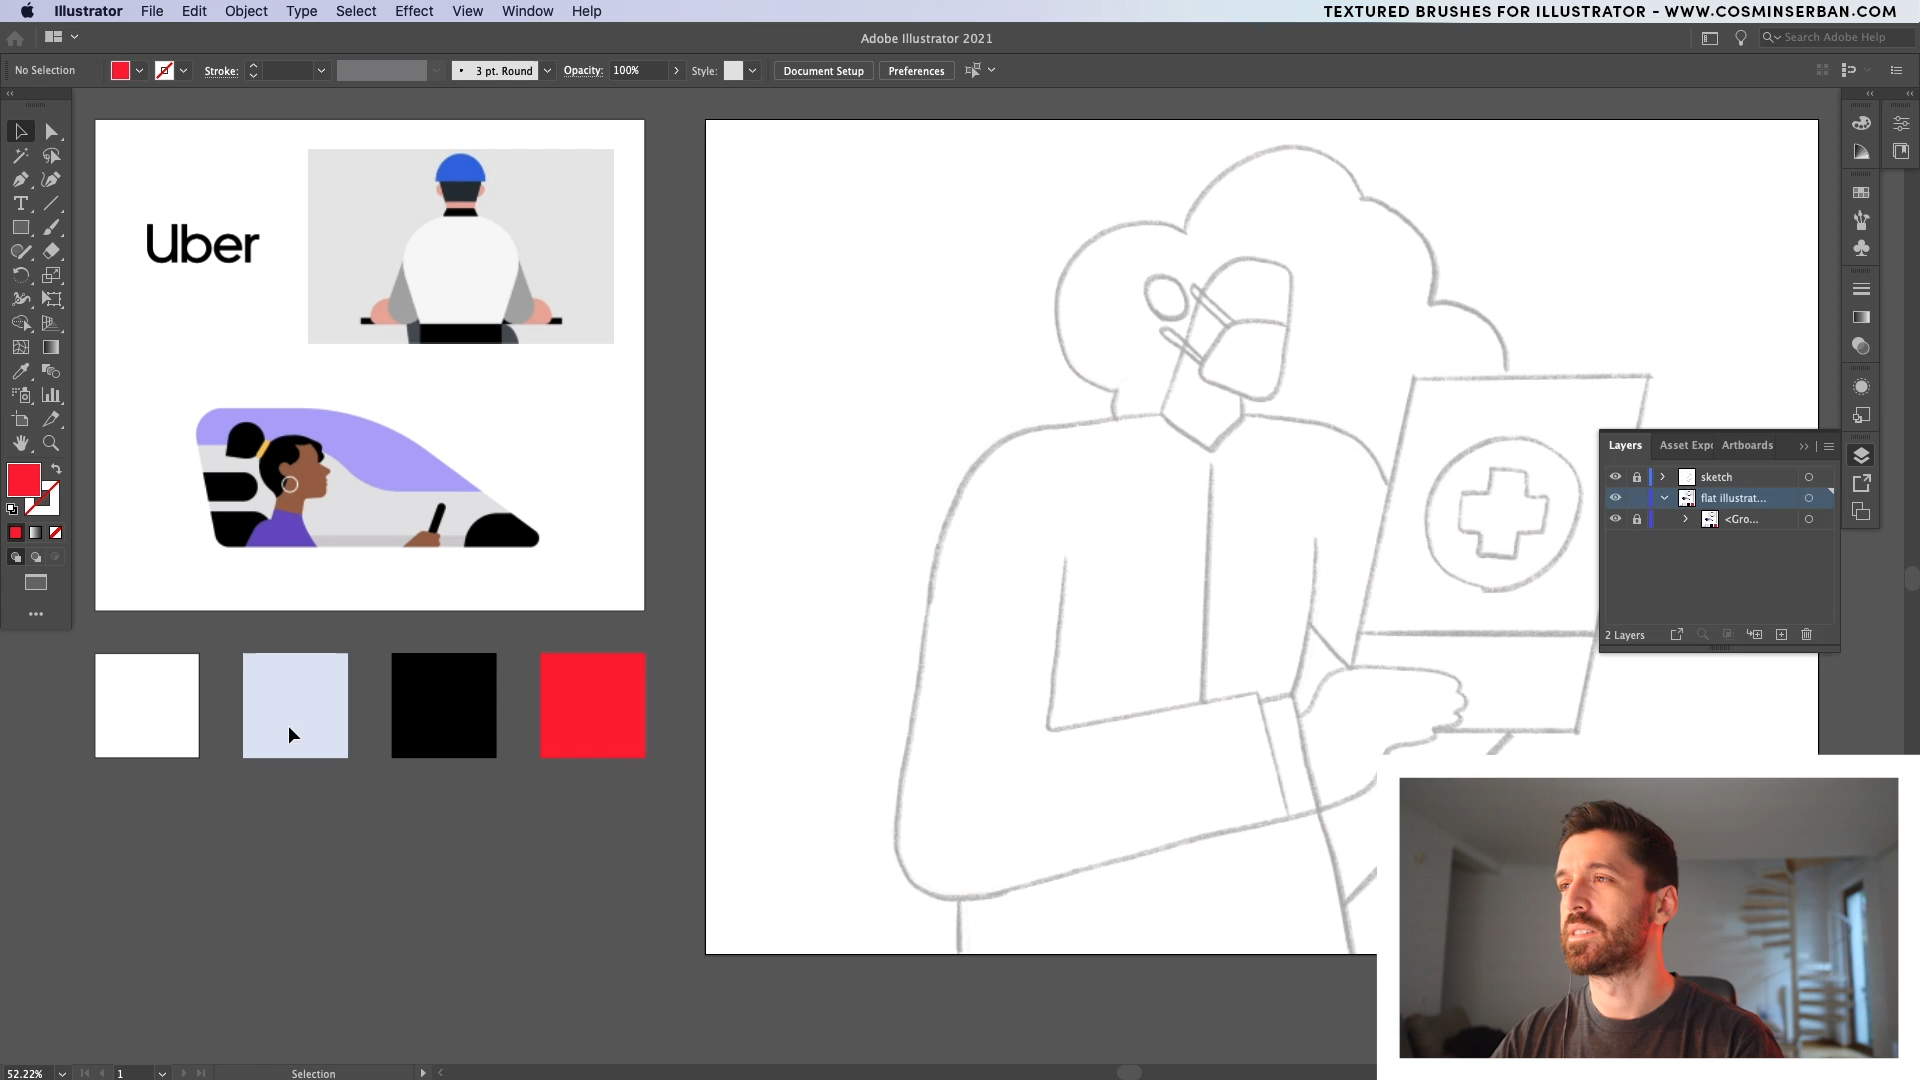 Illustrator File Edit Object Type Select Effect View Window Help
TEXTURED BRUSHES FOR ILLUSTRATOR - WWW.COSMINSERBAN.COM
Adobe Illustrator 2021
Search Adobe Help
No Selection
Stroke:
3 pt. Round
Opacity: 100%
Style:
Document Setup
Preferences
Uber
Layers Asset Expo Artboards
sketch
flat illustrat...
<Gro...
2 Layers
52.22%
1
Selection